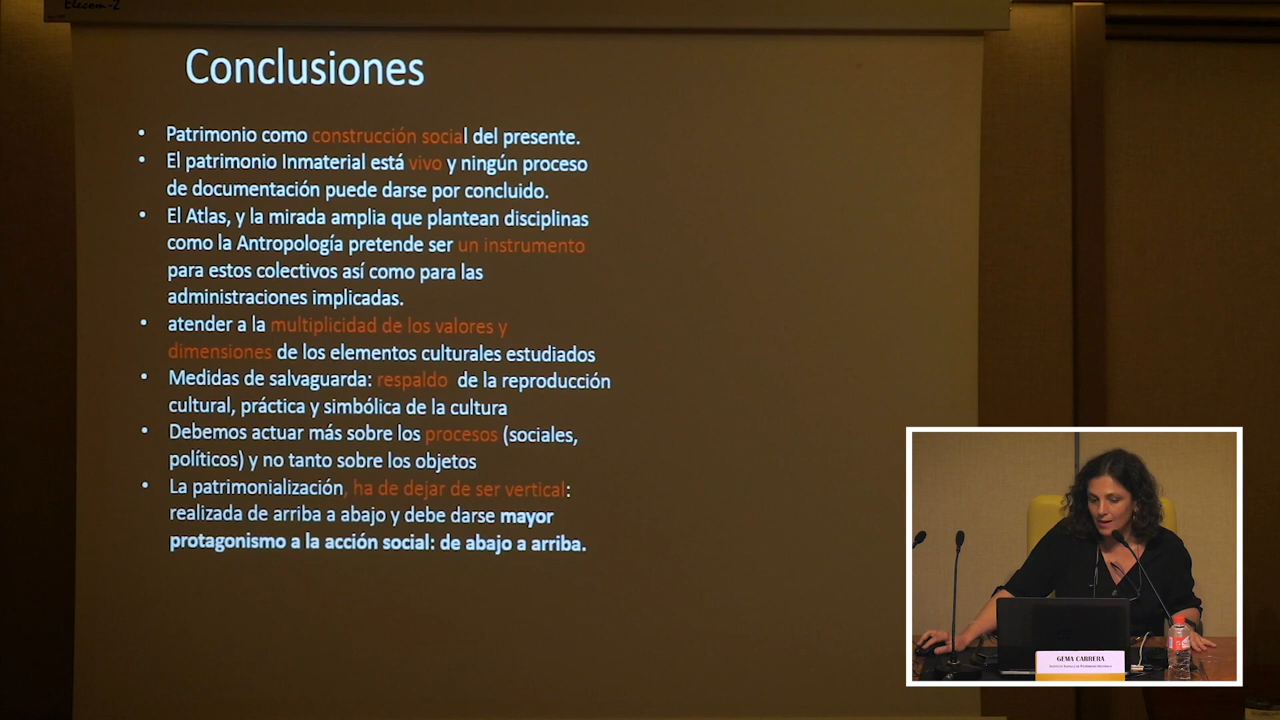 Elecom-2
Conclusiones
• Patrimonio como construcción social del presente.
• El patrimonio Inmaterial está vivo y ningún proceso
de documentación puede darse por concluido.
• El Atlas, y la mirada amplia que plantean disciplinas
como la Antropología pretende ser un instrumento
para estos colectivos así como para las
administraciones implicadas.
• atender a la multiplicidad de los valores y
dimensiones de los elementos culturales estudiados
• Medidas de salvaguarda: respaldo de la reproducción
cultural, práctica y simbólica de la cultura
• Debemos actuar más sobre los procesos (sociales,
políticos) y no tanto sobre los objetos
• La patrimonialización, ha de dejar de ser vertical:
realizada de arriba a abajo y debe darse mayor
protagonismo a la acción social: de abajo a arriba.
GEMA CARRERA